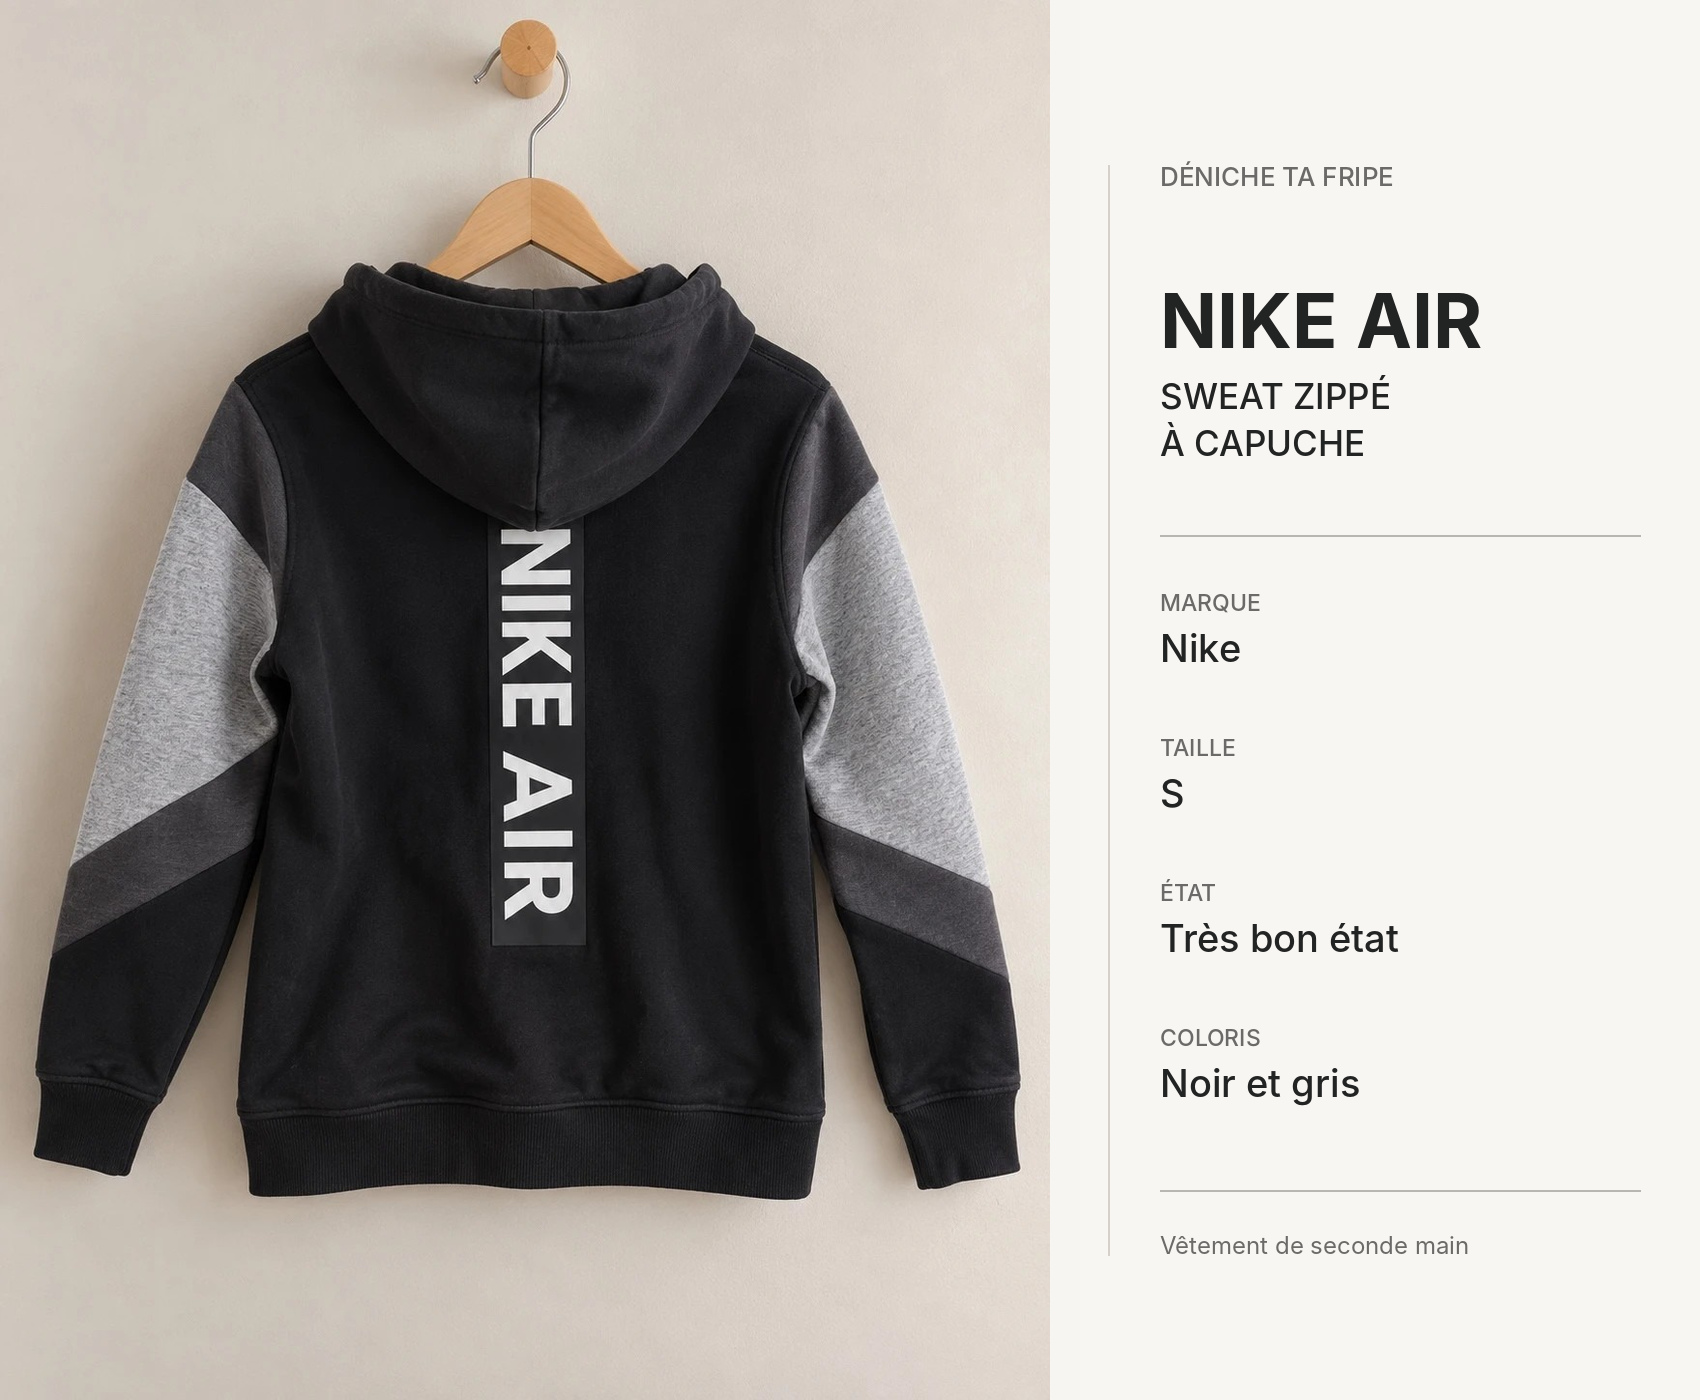 NIKE AIR
DÉNICHE TA FRIPE
NIKE AIR
SWEAT ZIPPÉ
À CAPUCHE
MARQUE
Nike
TAILLE
S
ÉTAT
Très bon état
COLORIS
Noir et gris
Vêtement de seconde main